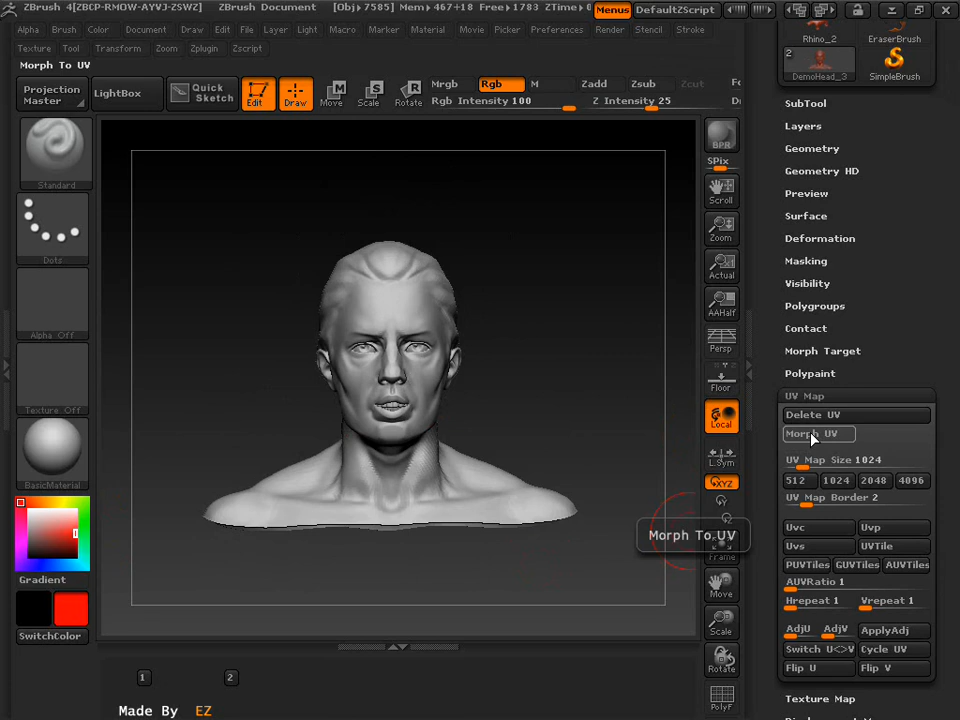 ZBrush 4[ZBCP-RMOW-AYVJ-ZSWZ]
ZBrush Document
[Obj▸7585] Mem▸467+18 Free▸1783 ZTime▸0
Menus
DefaultZScript
Alpha Brush Color Document Draw Edit File Layer Light Macro Marker Material Movie Picker Preferences Render Stencil Stroke
Texture Tool Transform Zoom Zplugin Zscript
Morph To UV
Projection Master
LightBox
Quick Sketch
Edit
Draw
Move
Scale
Rotate
Mrgb
Rgb
M
Zadd
Zsub
Zcut
Rgb Intensity 100
Z Intensity 25
Standard
Dots
Alpha Off
Texture Off
BasicMaterial
Gradient
SwitchColor
BPR
SPix
Scroll
Zoom
Actual
AAHalf
Persp
Floor
Local
L.Sym
XYZ
Frame
Move
Scale
Rotate
PolyF
Morph To UV
Rhino_2
EraserBrush
2
DemoHead_3
SimpleBrush
SubTool
Layers
Geometry
Geometry HD
Preview
Surface
Deformation
Masking
Visibility
Polygroups
Contact
Morph Target
Polypaint
UV Map
Delete UV
Morph UV
UV Map Size 1024
512 1024 2048 4096
UV Map Border 2
Uvc Uvp
Uvs UVTile
PUVTiles GUVTiles AUVTiles
AUVRatio 1
Hrepeat 1 Vrepeat 1
AdjU AdjV ApplyAdj
Switch U<>V Cycle UV
Flip U Flip V
Texture Map
1 2
Made By EZ